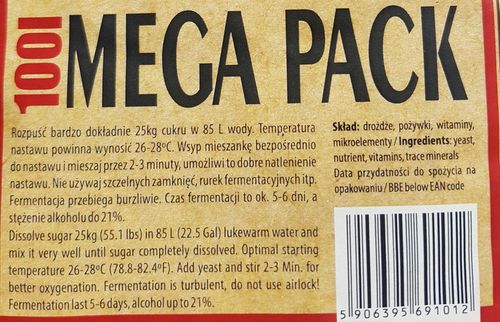 100l
MEGA PACK
Rozpuść bardzo dokładnie 25kg cukru w 85 L wody. Temperatura
nastawu powinna wynosić 26-28ºC. Wsyp mieszankę bezpośrednio
do nastawu i mieszaj przez 2-3 minuty, umożliwi to dobre natlenienie
nastawu. Nie używaj szczelnych zamknięć, rurek fermentacyjnych itp.
Fermentacja przebiega burzliwie. Czas fermentacji to ok. 5-6 dni, a
stężenie alkoholu do 21%.
Dissolve sugar 25kg (55.1 lbs) in 85 L (22.5 Gal) lukewarm water and
mix it very well until sugar completely dissolved. Optimal starting
temperature 26-28ºC (78.8-82.4ºF). Add yeast and stir 2-3 Min. for
better oxygenation. Fermentation is turbulent, do not use airlock!
Fermentation last 5-6 days, alcohol up to 21%.
Skład: drożdże, pożywki, witaminy,
mikroelementy / Ingredients: yeast,
nutrient, vitamins, trace minerals
Data przydatności do spożycia na
opakowaniu / BBE below EAN code
5 906395 691012